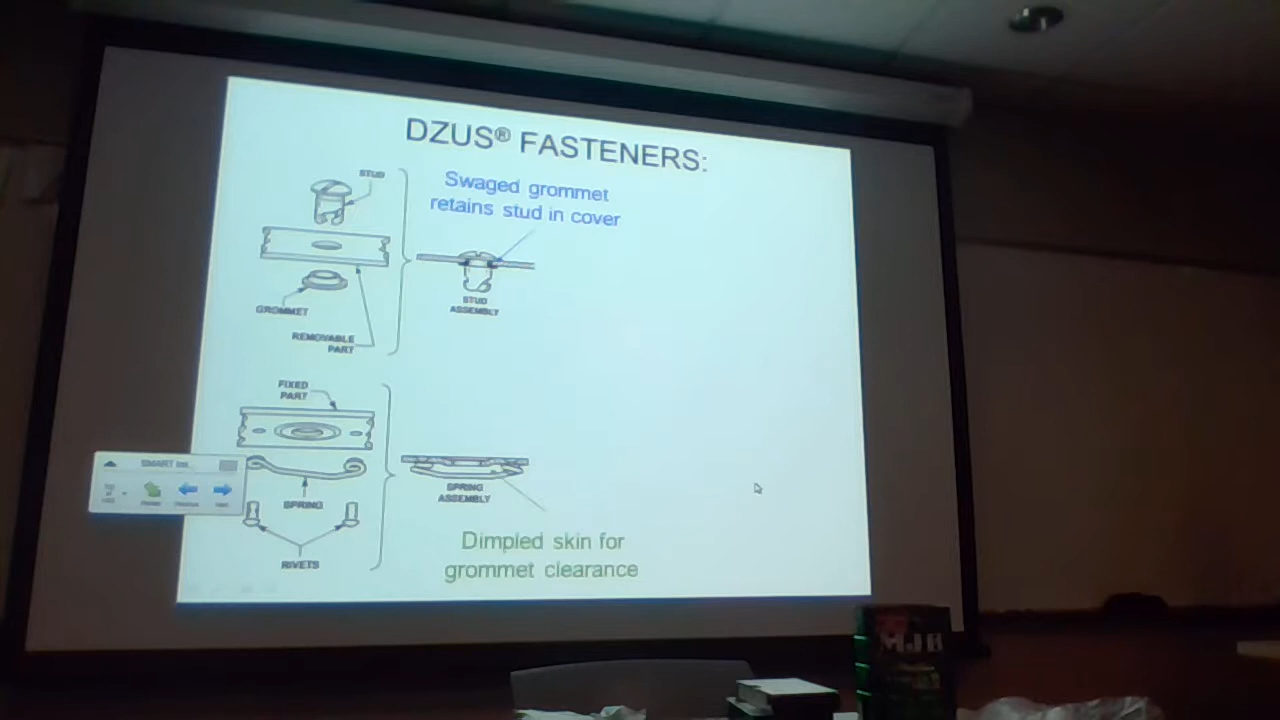 DZUS® FASTENERS:
STUD
Swaged grommet
retains stud in cover
GROMMET
STUD
ASSEMBLY
REMOVABLE
PART
FIXED
PART
SMART
SPRING
SPRING
ASSEMBLY
Dimpled skin for
grommet clearance
RIVETS